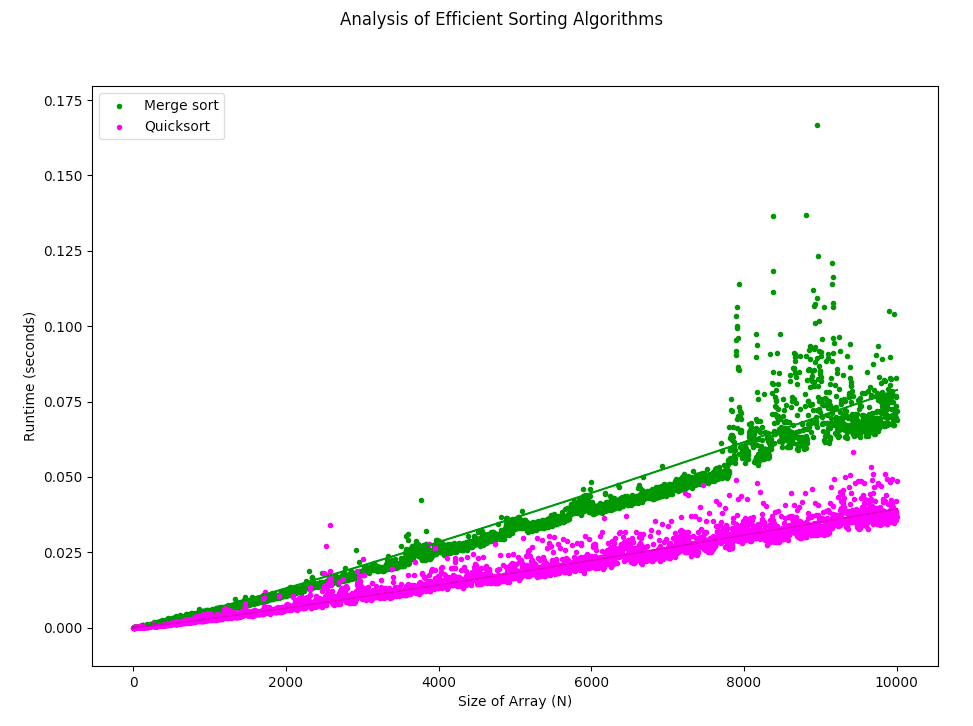 Analysis of Efficient Sorting Algorithms
Merge sort
Quicksort
0.175
0.150
0.125
0.100
0.075
0.050
0.025
0.000
Runtime (seconds)
0 2000 4000 6000 8000 10000
Size of Array (N)